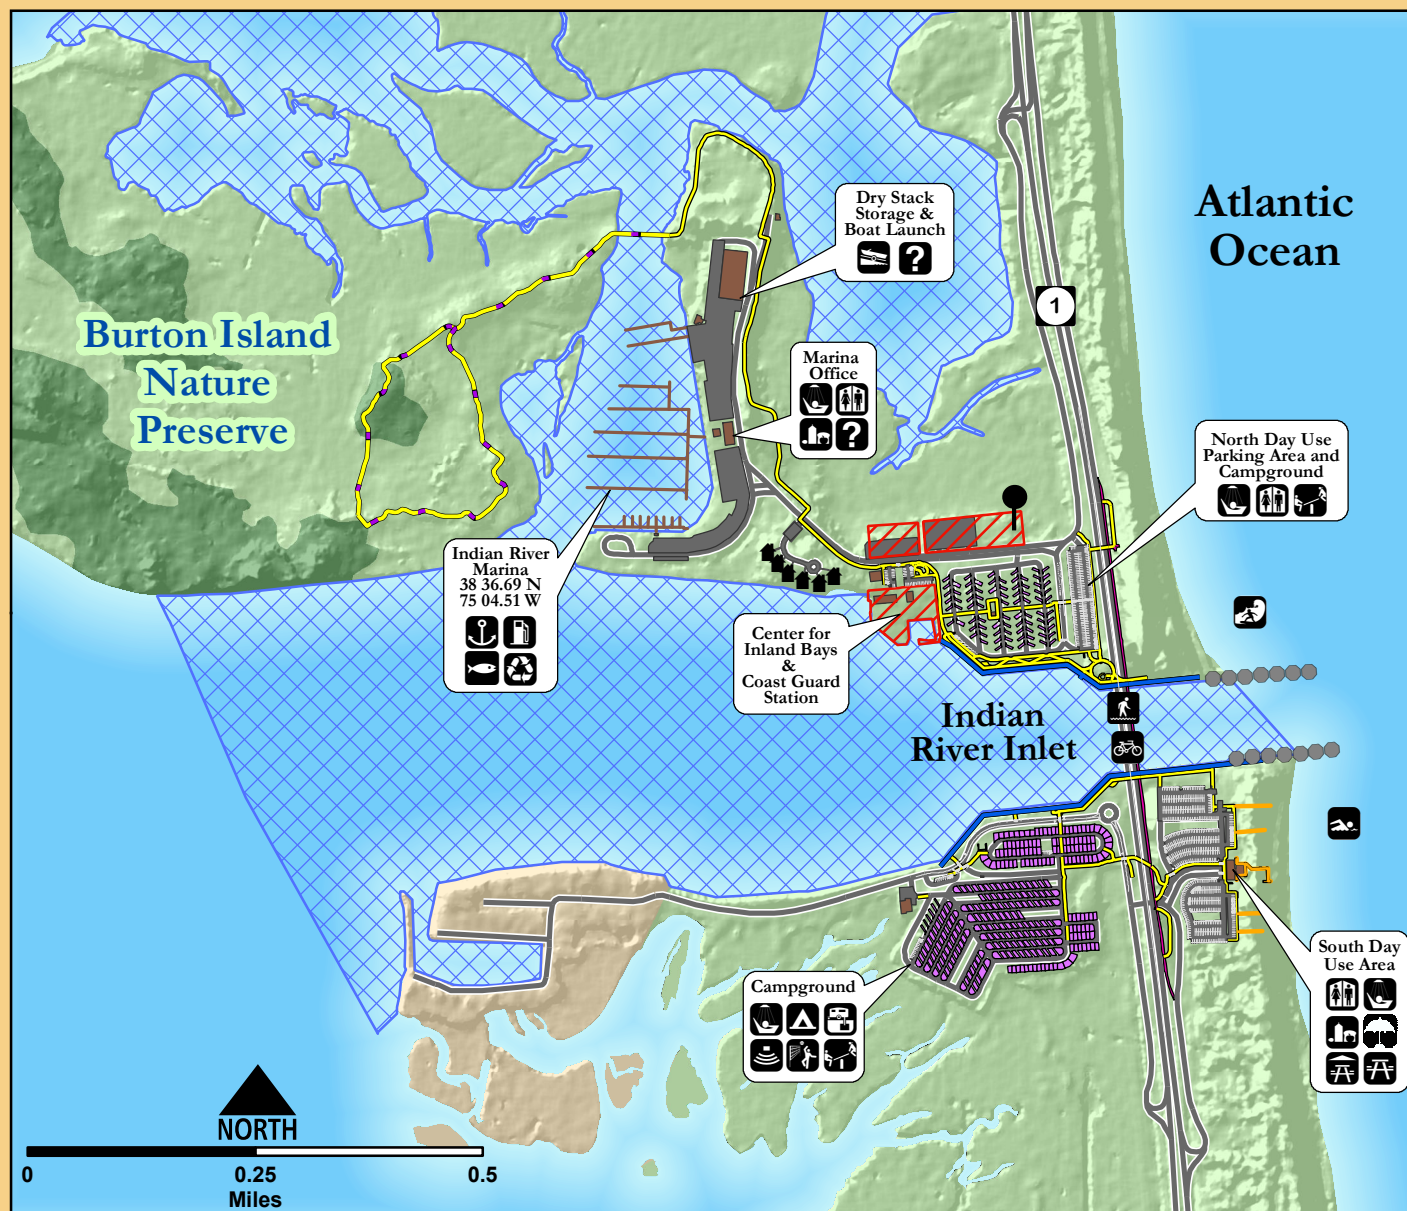 Atlantic
Ocean
Dry Stack
Storage &
Boat Launch
?
1
Burton Island
Nature
Preserve
Marina
Office
?
North Day Use
Parking Area and
Campground
Indian River
Marina
38 36.69 N
75 04.51 W
Center for
Inland Bays
&
Coast Guard
Station
Indian
River Inlet
South Day
Use Area
Campground
NORTH
0
0.25
0.5
Miles